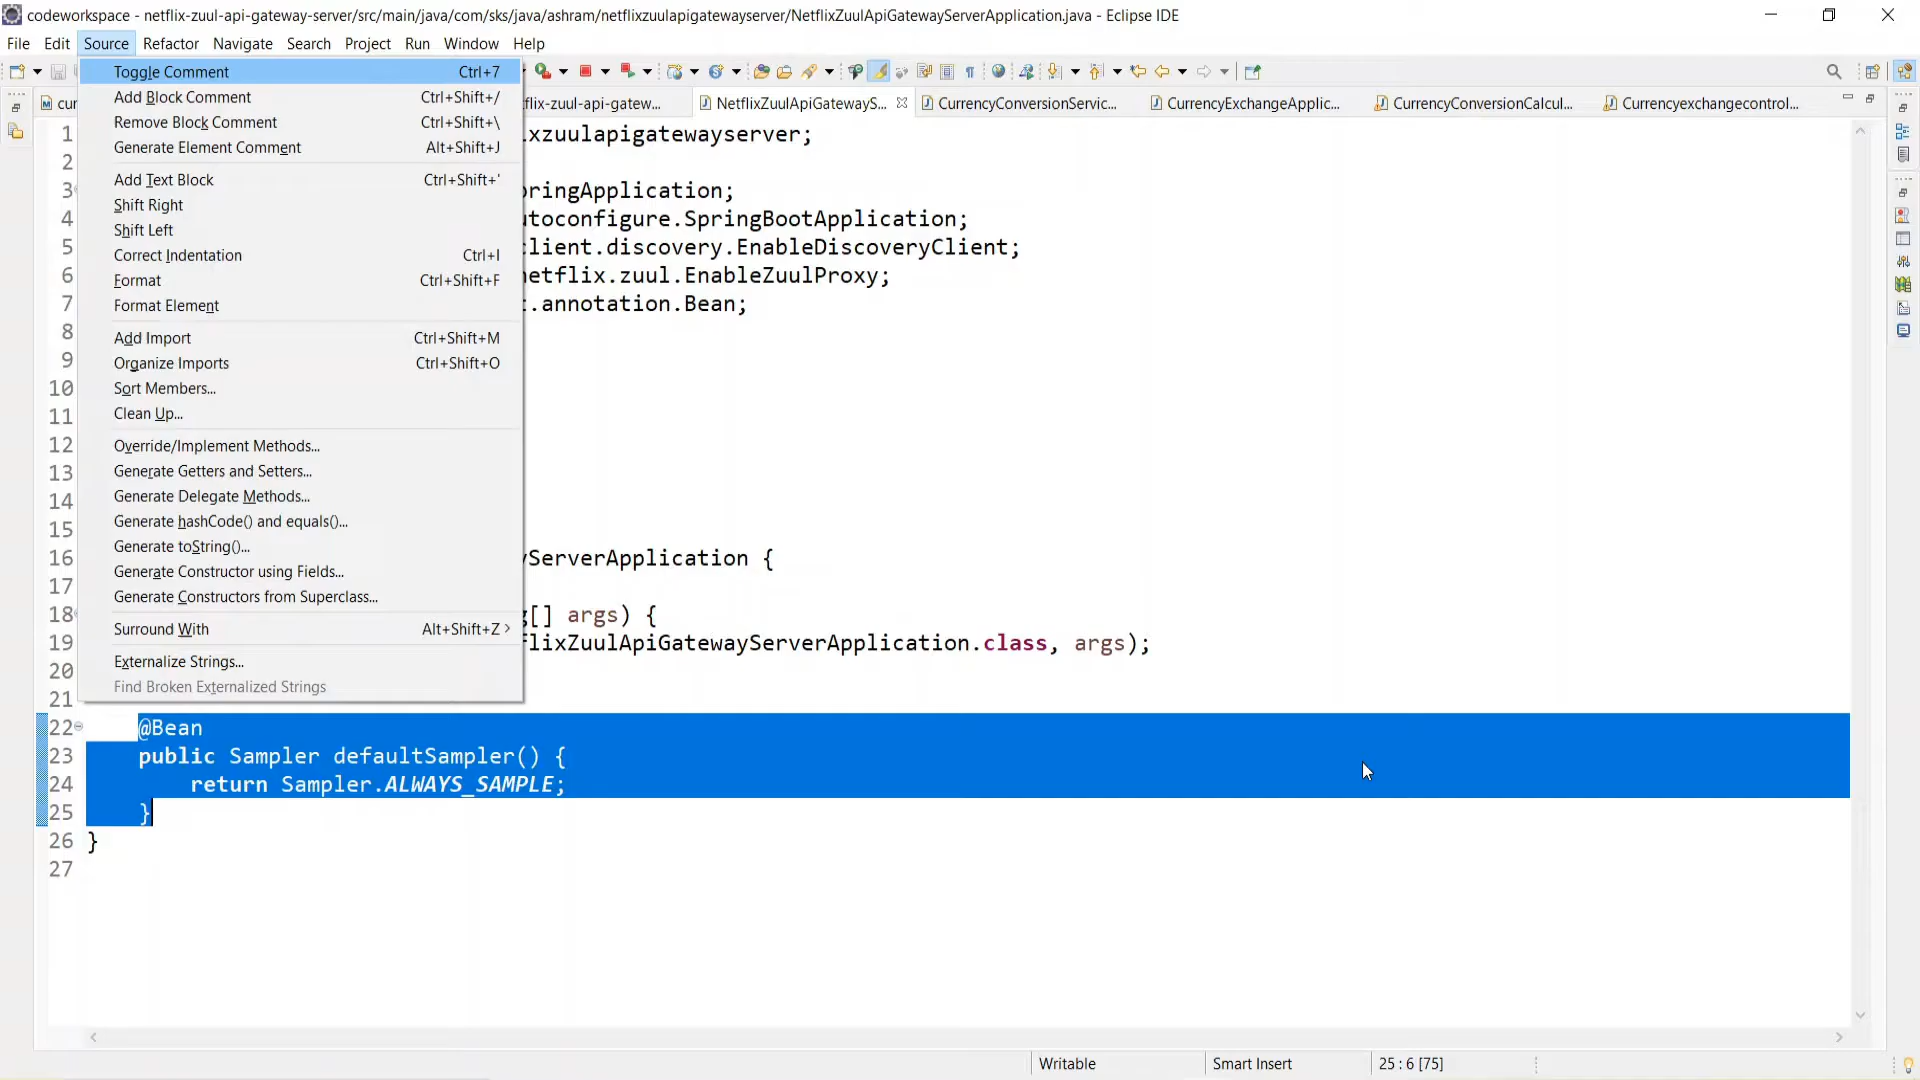 codeworkspace - netflix-zuul-api-gateway-server/src/main/java/com/sks/java/ashram/netflixzuulapigatewayserver/NetflixZuulApiGatewayServerApplication.java - Eclipse IDE
File Edit Source Refactor Navigate Search Project Run Window Help
Toggle Comment Ctrl+7
Add Block Comment Ctrl+Shift+/
Remove Block Comment Ctrl+Shift+\
Generate Element Comment Alt+Shift+J
Add Text Block Ctrl+Shift+'
Shift Right
Shift Left
Correct Indentation Ctrl+I
Format Ctrl+Shift+F
Format Element
Add Import Ctrl+Shift+M
Organize Imports Ctrl+Shift+O
Sort Members...
Clean Up...
Override/Implement Methods...
Generate Getters and Setters...
Generate Delegate Methods...
Generate hashCode() and equals()...
Generate toString()...
Generate Constructor using Fields...
Generate Constructors from Superclass...
Surround With Alt+Shift+Z
Externalize Strings...
Find Broken Externalized Strings
cur flix-zuul-api-gatew... NetflixZuulApiGatewayS... CurrencyConversionServic... CurrencyExchangeApplic... CurrencyConversionCalcul... Currencyexchangecontrol...
1 xzuulapigatewayserver;
2
3 ringApplication;
4 toconfigure.SpringBootApplication;
5 lient.discovery.EnableDiscoveryClient;
6 etflix.zuul.EnableZuulProxy;
7 .annotation.Bean;
8
9
10
11
12
13
14
15
16 ServerApplication {
17
18 [] args) {
19 lixZuulApiGatewayServerApplication.class, args);
20
21
22 @Bean
23 public Sampler defaultSampler() {
24 return Sampler.ALWAYS_SAMPLE;
25 }
26 }
27
Writable Smart Insert 25 : 6 [75]